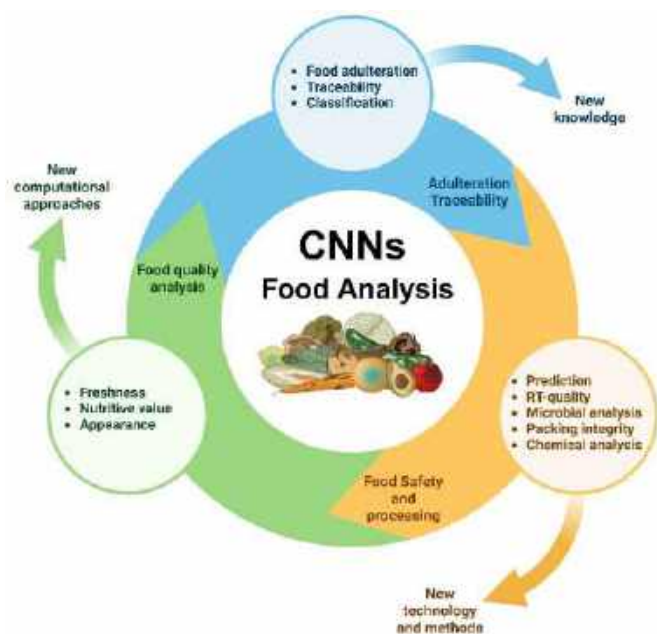 • Food adulteration
• Traceability
• Classification
New
knowledge
New
computational
approaches
Adulteration
Traceability
CNNs
Food Analysis
Food quality
analysis
• Freshness
• Nutritive value
• Appearance
• Prediction
• RT-quality
• Microbial analysis
• Packing integrity
• Chemical analysis
Food Safety
and
processing
New
technology
and methods